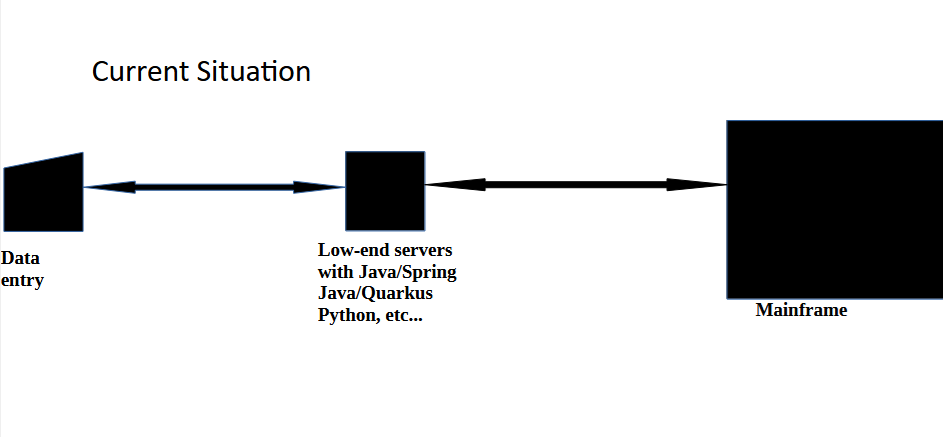 Current Situation
Data
entry
Low-end servers
with Java/Spring
Java/Quarkus
Python, etc...
Mainframe